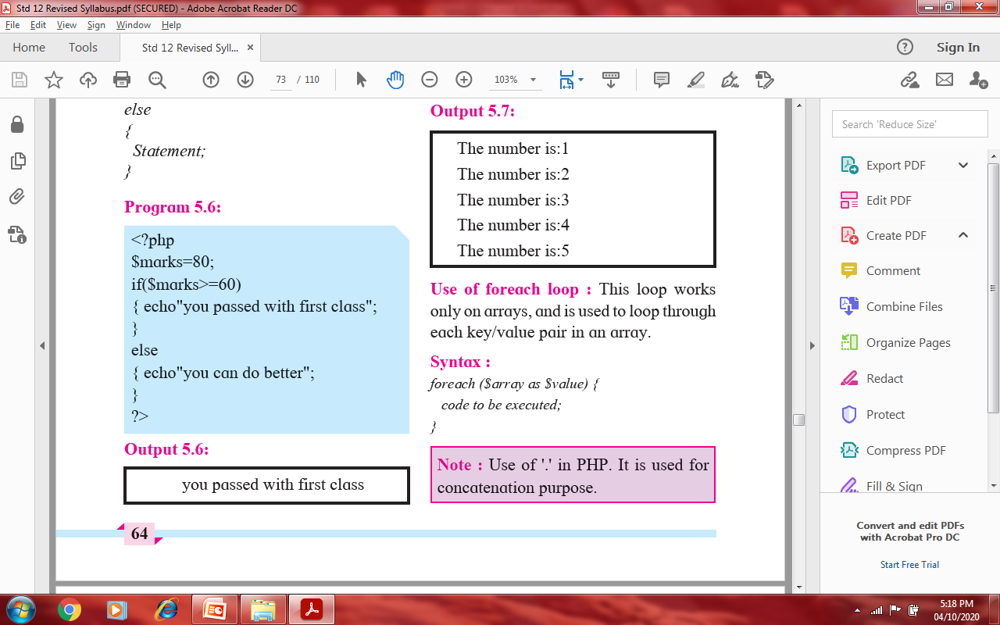 Std 12 Revised Syllabus.pdf (SECURED) - Adobe Acrobat Reader DC
File Edit View Sign Window Help
Home Tools Std 12 Revised Syll... × ? Sign In
73 / 110 103%
else
{
Statement;
}
Program 5.6:
<?php
$marks=80;
if($marks>=60)
{ echo"you passed with first class";
}
else
{ echo"you can do better";
}
?>
Output 5.6:
you passed with first class
64
Output 5.7:
The number is:1
The number is:2
The number is:3
The number is:4
The number is:5
Use of foreach loop : This loop works
only on arrays, and is used to loop through
each key/value pair in an array.
Syntax :
foreach ($array as $value) {
code to be executed;
}
Note : Use of '.' in PHP. It is used for
concatenation purpose.
Search 'Reduce Size'
Export PDF
Edit PDF
Create PDF
Comment
Combine Files
Organize Pages
Redact
Protect
Compress PDF
Fill & Sign
Convert and edit PDFs
with Acrobat Pro DC
Start Free Trial
5:18 PM
04/10/2020